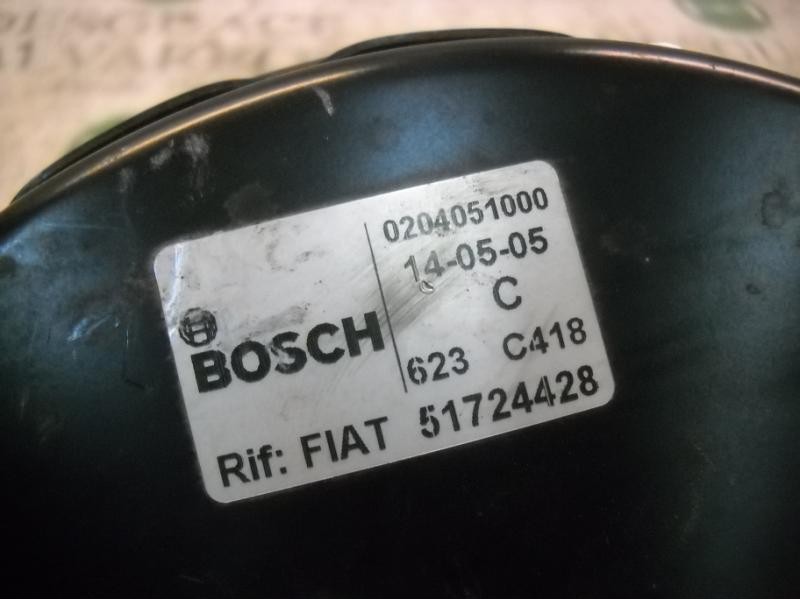 0204051000
14-05-05
C
BOSCH
623 C418
Rif: FIAT 51724428